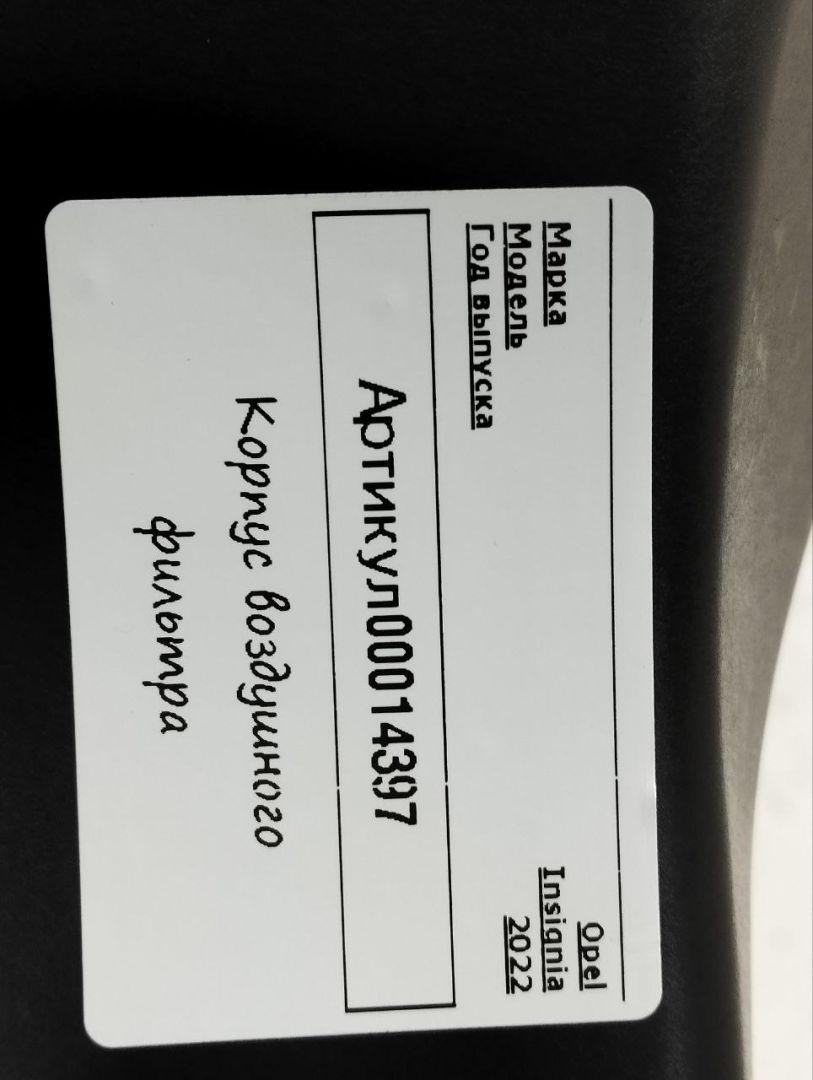 Марка Opel
Модель Insignia
Год выпуска 2022
Артикул00014397
Корпус воздушного
фильтра